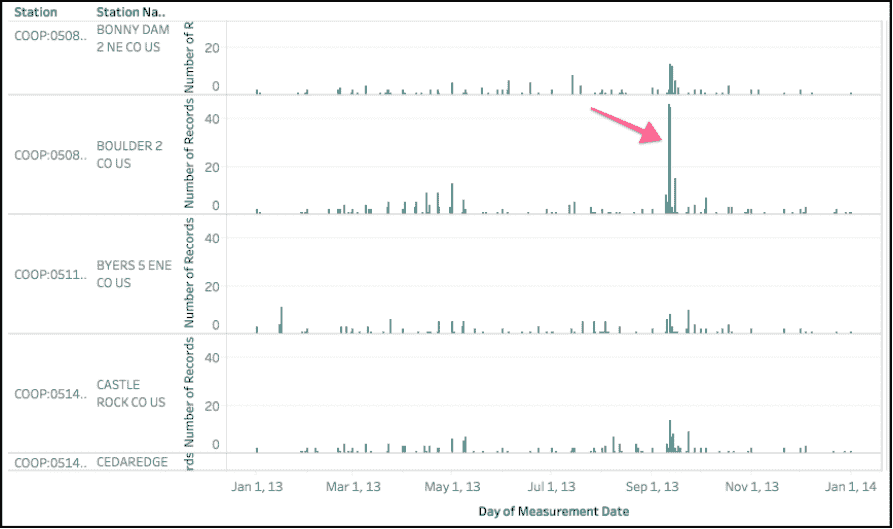 Station Station Na..
COOP:0508.. BONNY DAM
2 NE CO US
Number of R
20
0
COOP:0508.. BOULDER 2
CO US
Number of Records
40
20
0
COOP:0511.. BYERS 5 ENE
CO US
Number of Records
40
20
0
COOP:0514.. CASTLE
ROCK CO US
Number of Records
40
20
0
COOP:0514.. CEDAREDGE
rds
Jan 1, 13 Mar 1, 13 May 1, 13 Jul 1, 13 Sep 1, 13 Nov 1, 13 Jan 1, 14
Day of Measurement Date